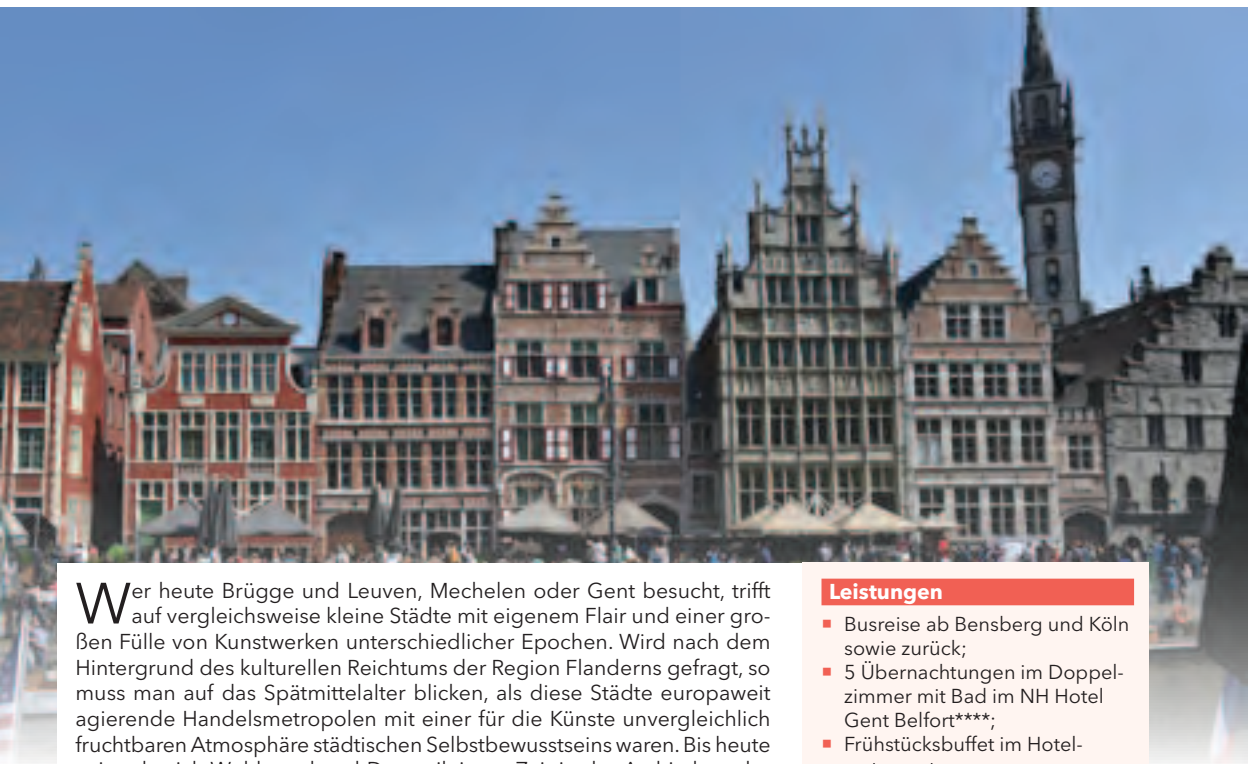 Wer heute Brügge und Leuven, Mechelen oder Gent besucht, trifft
auf vergleichsweise kleine Städte mit eigenem Flair und einer gro-
ßen Fülle von Kunstwerken unterschiedlicher Epochen. Wird nach dem
Hintergrund des kulturellen Reichtums der Region Flanderns gefragt, so
muss man auf das Spätmittelalter blicken, als diese Städte europaweit
agierende Handelsmetropolen mit einer für die Künste unvergleichlich
fruchtbaren Atmosphäre städtischen Selbstbewusstseins waren. Bis heute
Leistungen
▪ Busreise ab Bensberg und Köln
sowie zurück;
▪ 5 Übernachtungen im Doppel-
zimmer mit Bad im NH Hotel
Gent Belfort****;
▪ Frühstücksbuffet im Hotel-